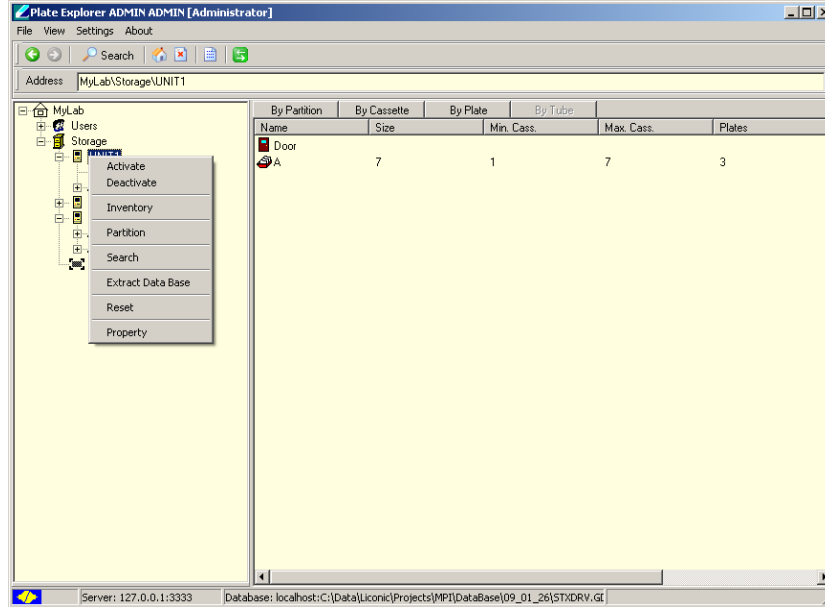 Plate Explorer ADMIN ADMIN [Administrator]
File View Settings About
Search
Address MyLab\Storage\UNIT1
MyLab
Users
Storage
UNIT1
Activate
Deactivate
Inventory
Partition
Search
Extract Data Base
Reset
Property
By Partition By Cassette By Plate By Tube
Name Size Min. Cass. Max. Cass. Plates
Door
A 7 1 7 3
Server: 127.0.0.1:3333 Database: localhost:C:\Data\Liconic\Projects\MPI\DataBase\09_01_26\STXDRV.GI